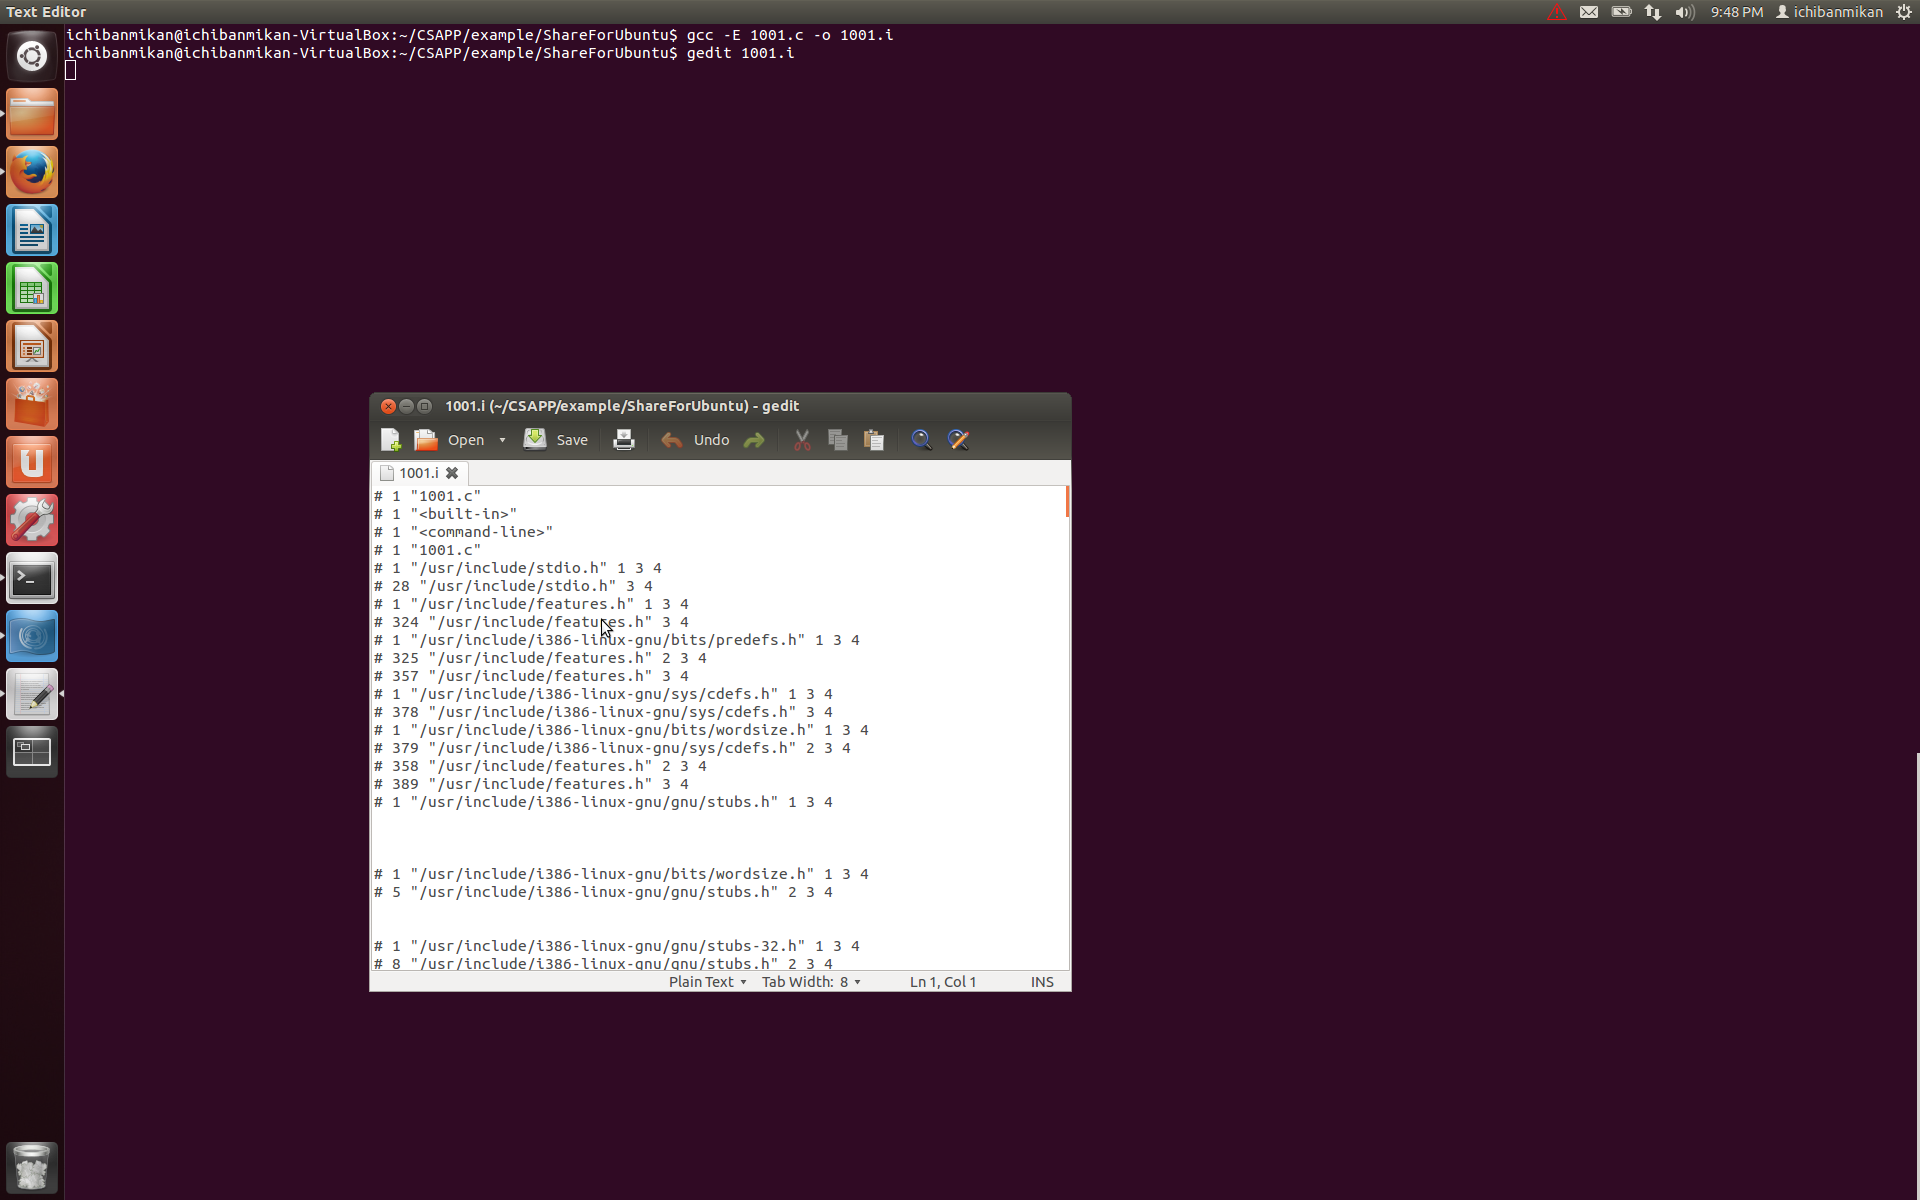 Text Editor
9:48 PM ichibanmikan
ichibanmikan@ichibanmikan-VirtualBox:~/CSAPP/example/ShareForUbuntu$ gcc -E 1001.c -o 1001.i
ichibanmikan@ichibanmikan-VirtualBox:~/CSAPP/example/ShareForUbuntu$ gedit 1001.i
1001.i (~/CSAPP/example/ShareForUbuntu) - gedit
Open Save Undo
1001.i
# 1 "1001.c"
# 1 "<built-in>"
# 1 "<command-line>"
# 1 "1001.c"
# 1 "/usr/include/stdio.h" 1 3 4
# 28 "/usr/include/stdio.h" 3 4
# 1 "/usr/include/features.h" 1 3 4
# 324 "/usr/include/features.h" 3 4
# 1 "/usr/include/i386-linux-gnu/bits/predefs.h" 1 3 4
# 325 "/usr/include/features.h" 2 3 4
# 357 "/usr/include/features.h" 3 4
# 1 "/usr/include/i386-linux-gnu/sys/cdefs.h" 1 3 4
# 378 "/usr/include/i386-linux-gnu/sys/cdefs.h" 3 4
# 1 "/usr/include/i386-linux-gnu/bits/wordsize.h" 1 3 4
# 379 "/usr/include/i386-linux-gnu/sys/cdefs.h" 2 3 4
# 358 "/usr/include/features.h" 2 3 4
# 389 "/usr/include/features.h" 3 4
# 1 "/usr/include/i386-linux-gnu/gnu/stubs.h" 1 3 4
# 1 "/usr/include/i386-linux-gnu/bits/wordsize.h" 1 3 4
# 5 "/usr/include/i386-linux-gnu/gnu/stubs.h" 2 3 4
# 1 "/usr/include/i386-linux-gnu/gnu/stubs-32.h" 1 3 4
# 8 "/usr/include/i386-linux-gnu/gnu/stubs.h" 2 3 4
Plain Text Tab Width: 8 Ln 1, Col 1 INS